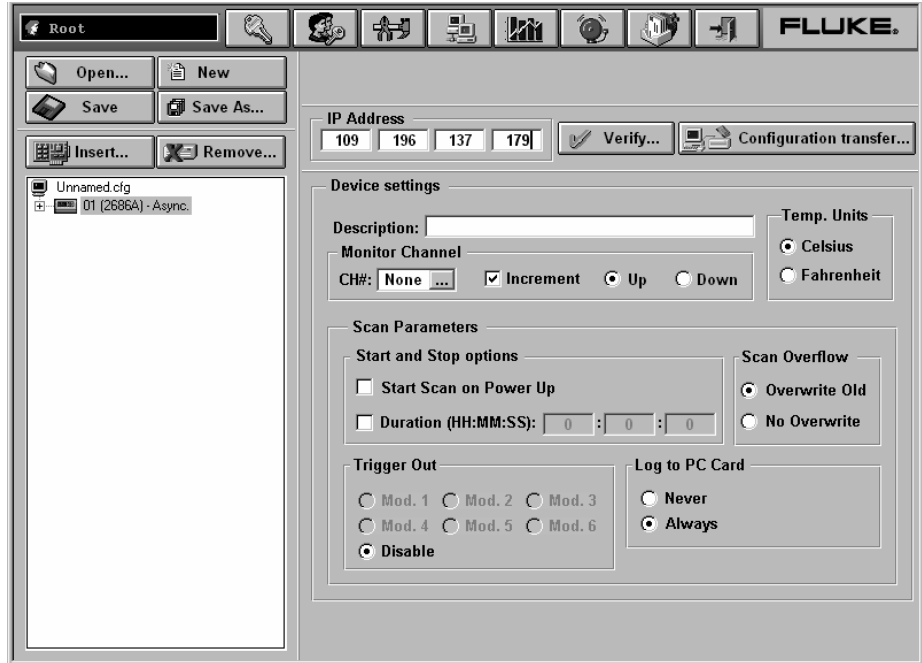 Root
FLUKE®
Open...
New
Save
Save As...
Insert...
Remove...
Unnamed.cfg
01 (2686A) - Async.
IP Address
109 196 137 179
Verify...
Configuration transfer...
Device settings
Description:
Temp. Units
Celsius
Fahrenheit
Monitor Channel
CH#: None ... Increment Up Down
Scan Parameters
Start and Stop options
Start Scan on Power Up
Duration (HH:MM:SS): 0 : 0 : 0
Scan Overflow
Overwrite Old
No Overwrite
Trigger Out
Mod. 1 Mod. 2 Mod. 3
Mod. 4 Mod. 5 Mod. 6
Disable
Log to PC Card
Never
Always